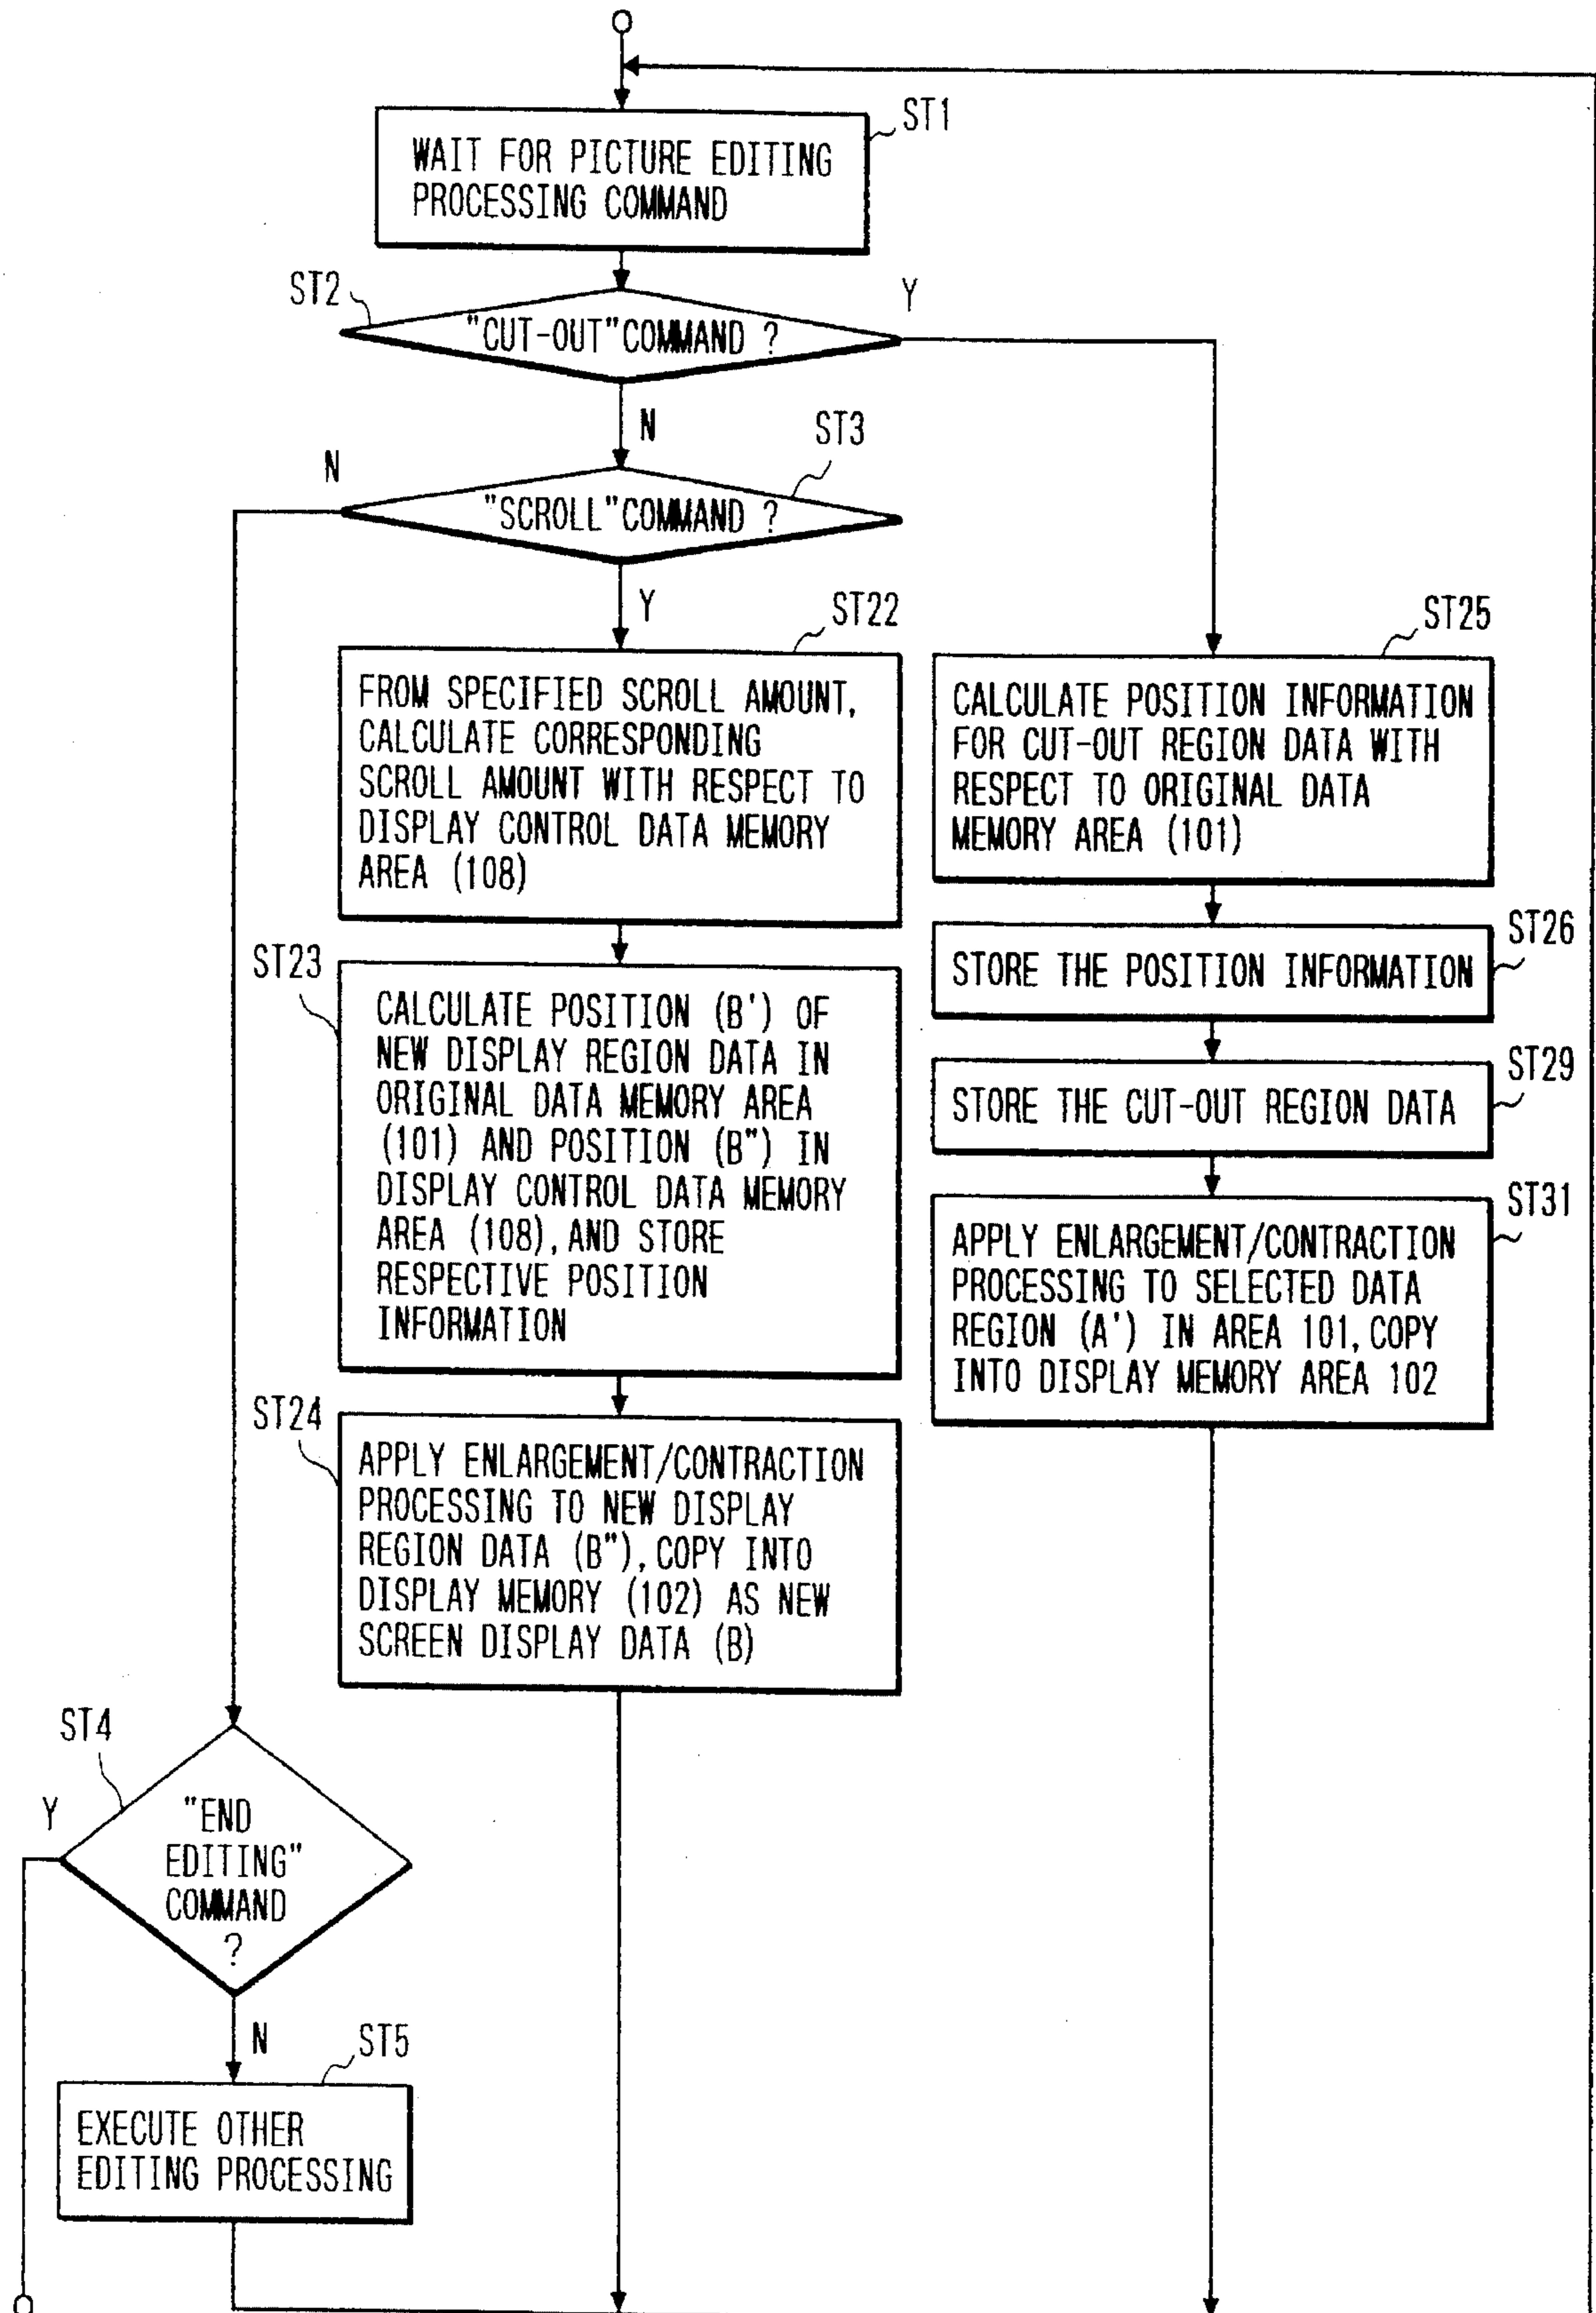 ST1
WAIT FOR PICTURE EDITING
PROCESSING COMMAND
ST2
Y
"CUT-OUT" COMMAND ?
N
ST3
N
"SCROLL" COMMAND ?
Y
ST22
FROM SPECIFIED SCROLL AMOUNT,
CALCULATE CORRESPONDING
SCROLL AMOUNT WITH RESPECT TO
DISPLAY CONTROL DATA MEMORY
AREA (108)
ST25
CALCULATE POSITION INFORMATION
FOR CUT-OUT REGION DATA WITH
RESPECT TO ORIGINAL DATA
MEMORY AREA (101)
ST26
STORE THE POSITION INFORMATION
ST23
CALCULATE POSITION (B') OF
NEW DISPLAY REGION DATA IN
ORIGINAL DATA MEMORY AREA
(101) AND POSITION (B") IN
DISPLAY CONTROL DATA MEMORY
AREA (108), AND STORE
RESPECTIVE POSITION
INFORMATION
ST29
STORE THE CUT-OUT REGION DATA
ST31
APPLY ENLARGEMENT/CONTRACTION
PROCESSING TO SELECTED DATA
REGION (A') IN AREA 101, COPY
INTO DISPLAY MEMORY AREA 102
ST24
APPLY ENLARGEMENT/CONTRACTION
PROCESSING TO NEW DISPLAY
REGION DATA (B"), COPY INTO
DISPLAY MEMORY (102) AS NEW
SCREEN DISPLAY DATA (B)
ST4
Y
"END
EDITING"
COMMAND
?
N
ST5
EXECUTE OTHER
EDITING PROCESSING